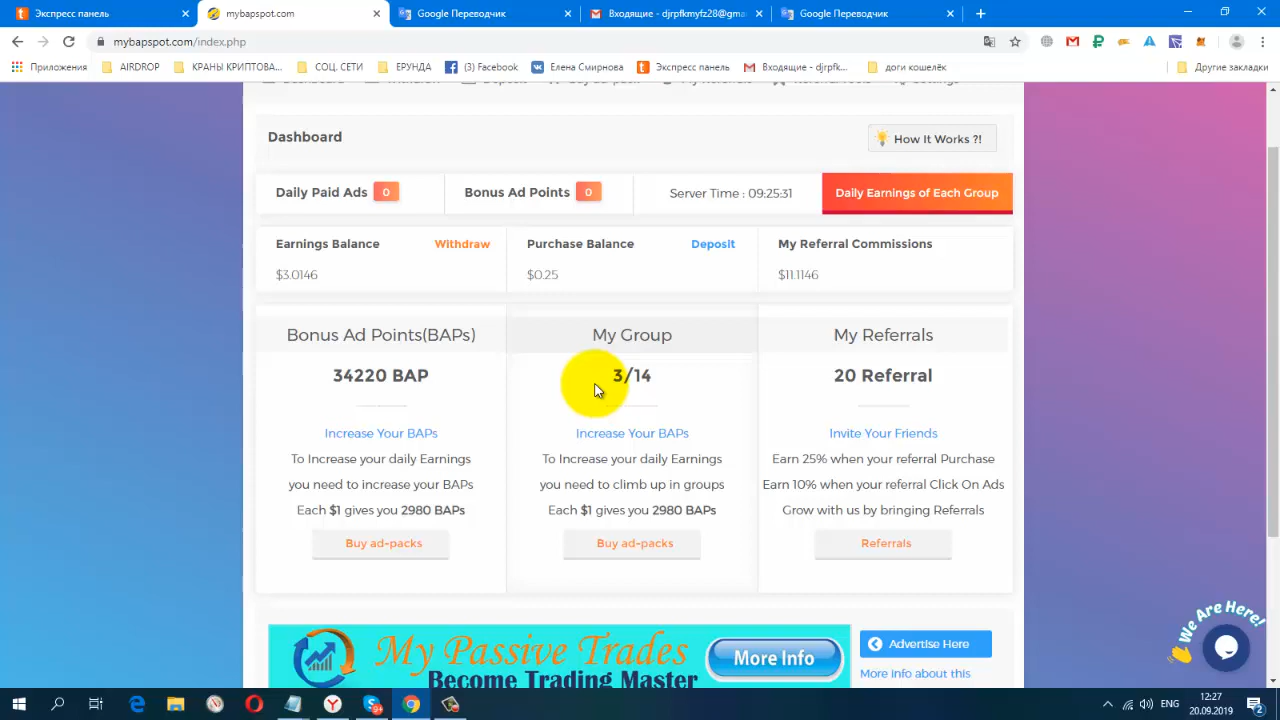 Экспресс панель
mybapspot.com
Google Переводчик
Входящие - djrpfkmyfz28@gma
Google Переводчик
mybapspot.com/index.php
Приложения
AIRDROP
КРАНЫ КРИПТОВА...
СОЦ. СЕТИ
ЕРУНДА
(3) Facebook
Елена Смирнова
Экспресс панель
Входящие - djrpfk...
доги кошелёк
Другие закладки
Dashboard
How It Works ?!
Daily Paid Ads 0
Bonus Ad Points 0
Server Time : 09:25:31
Daily Earnings of Each Group
Earnings Balance Withdraw
$3.0146
Purchase Balance Deposit
$0.25
My Referral Commissions
$11.1146
Bonus Ad Points(BAPs)
34220 BAP
Increase Your BAPs
To Increase your daily Earnings
you need to increase your BAPs
Each $1 gives you 2980 BAPs
Buy ad-packs
My Group
3/14
Increase Your BAPs
To Increase your daily Earnings
you need to climb up in groups
Each $1 gives you 2980 BAPs
Buy ad-packs
My Referrals
20 Referral
Invite Your Friends
Earn 25% when your referral Purchase
Earn 10% when your referral Click On Ads
Grow with us by bringing Referrals
Referrals
My Passive Trades
Become Trading Master
More Info
Advertise Here
More info about this
We Are Here!
ENG
12:27
20.09.2019
2